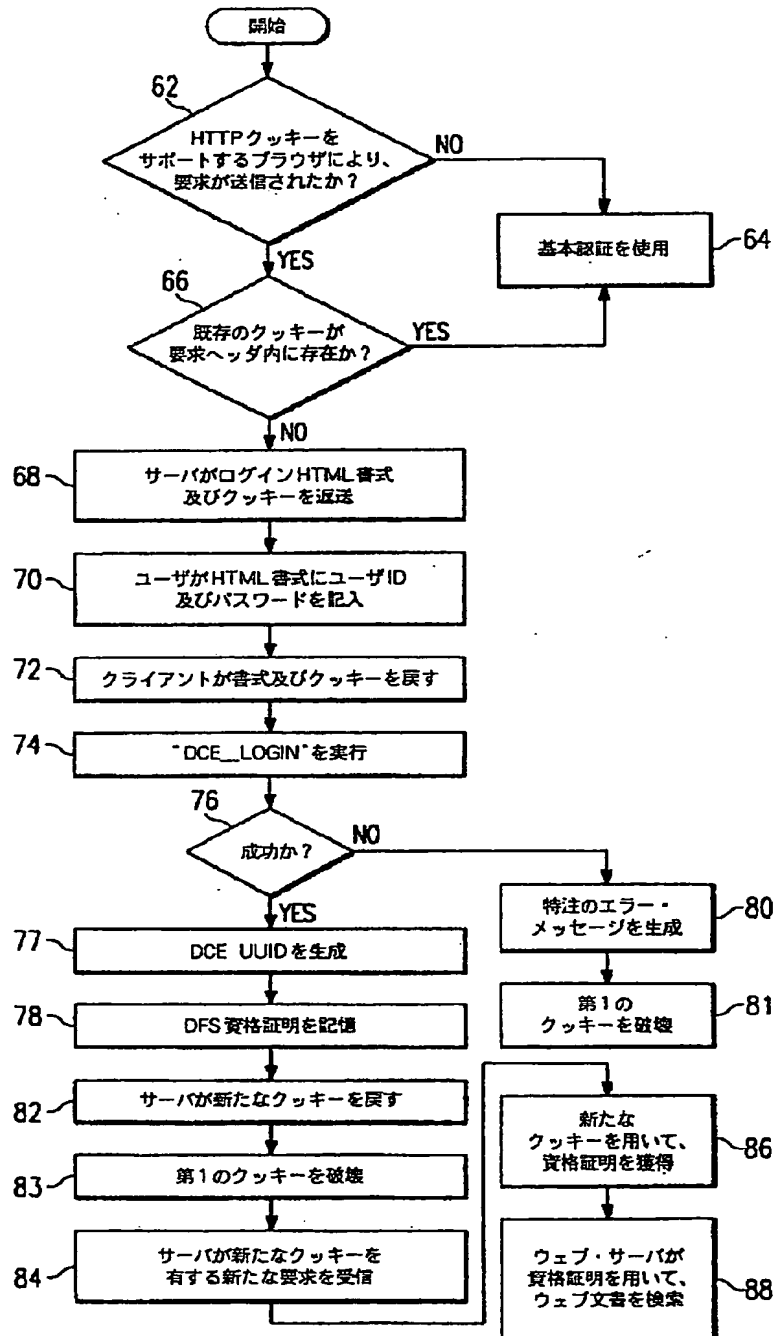 開始
62
HTTPクッキーを
サポートするブラウザにより、
要求が送信されたか？
NO
基本認証を使用
64
YES
66
既存のクッキーが
要求ヘッダ内に存在か？
YES
NO
68
サーバがログインHTML書式
及びクッキーを返送
70
ユーザがHTML書式にユーザID
及びパスワードを記入
72
クライアントが書式及びクッキーを戻す
74
"DCE__LOGIN"を実行
76
成功か？
NO
YES
特注のエラー・
メッセージを生成
80
77
DCE UUIDを生成
第1の
クッキーを破壊
81
78
DFS資格証明を記憶
82
サーバが新たなクッキーを戻す
新たな
クッキーを用いて、
資格証明を獲得
86
83
第1のクッキーを破壊
84
サーバが新たなクッキーを
有する新たな要求を受信
ウェブ・サーバが
資格証明を用いて、
ウェブ文書を検索
88